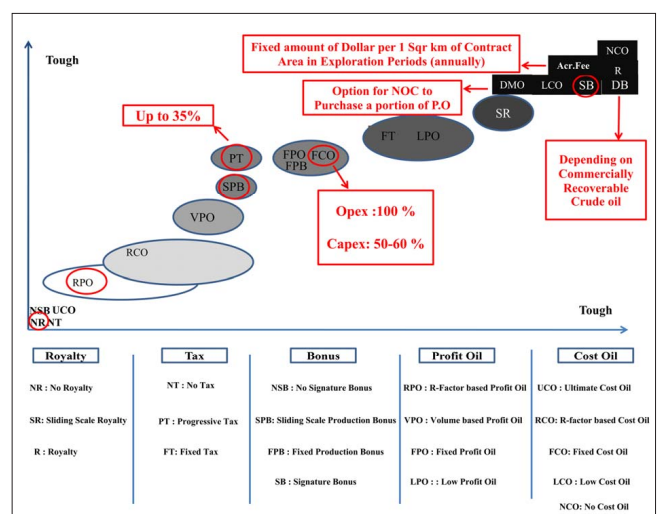 Tough
Fixed amount of Dollar per 1 Sqr km of Contract
Area in Exploration Periods (annually)
NCO
Acr.Fee
R
Option for NOC to
Purchase a portion of P.O
DMO
LCO
SB
DB
SR
Up to 35%
FT
LPO
PT
FPO
FCO
FPB
SPB
Depending on
Commercially
Recoverable
Crude oil
VPO
Opex :100 %
Capex: 50-60 %
RCO
RPO
NSB UCO
NR NT
Tough
Royalty
Tax
Bonus
Profit Oil
Cost Oil
NR : No Royalty
SR: Sliding Scale Royalty
R : Royalty
NT : No Tax
PT : Progressive Tax
FT: Fixed Tax
NSB : No Signature Bonus
SPB: Sliding Scale Production Bonus
FPB : Fixed Production Bonus
SB : Signature Bonus
RPO : R-Factor based Profit Oil
VPO : Volume based Profit Oil
FPO : Fixed Profit Oil
LPO : : Low Profit Oil
UCO : Ultimate Cost Oil
RCO: R-factor based Cost Oil
FCO: Fixed Cost Oil
LCO : Low Cost Oil
NCO: No Cost Oil